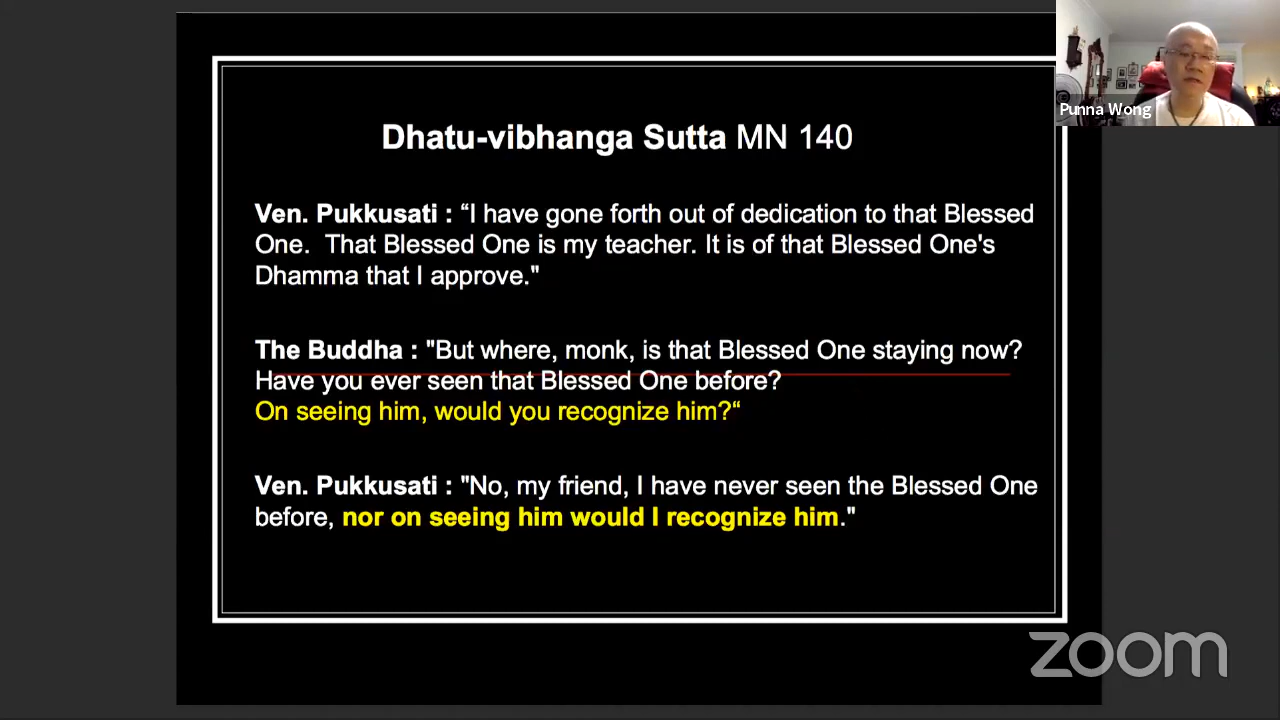 Dhatu-vibhanga Sutta MN 140
Ven. Pukkusati : “I have gone forth out of dedication to that Blessed
One.  That Blessed One is my teacher. It is of that Blessed One's
Dhamma that I approve."
The Buddha : "But where, monk, is that Blessed One staying now?
Have you ever seen that Blessed One before?
On seeing him, would you recognize him?“
Ven. Pukkusati : "No, my friend, I have never seen the Blessed One
before, nor on seeing him would I recognize him."
Punna Wong
zoom